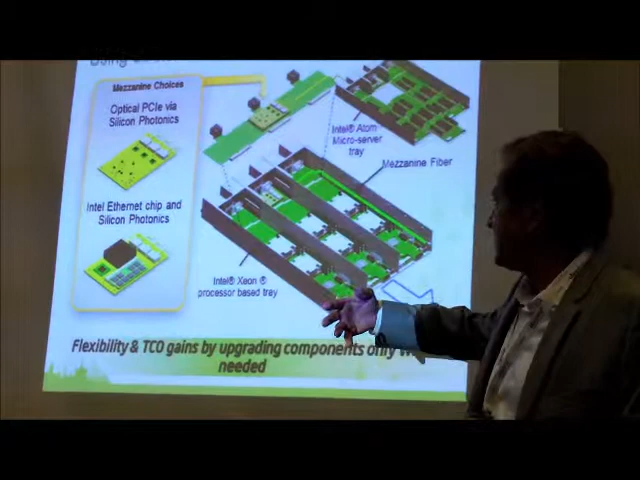 Mezzanine Choices
Optical PCIe via
Silicon Photonics
Intel Ethernet chip and
Silicon Photonics
Intel® Atom
Micro-server
tray
Mezzanine Fiber
Intel® Xeon ®
processor based tray
Flexibility & TCO gains by upgrading components only
needed